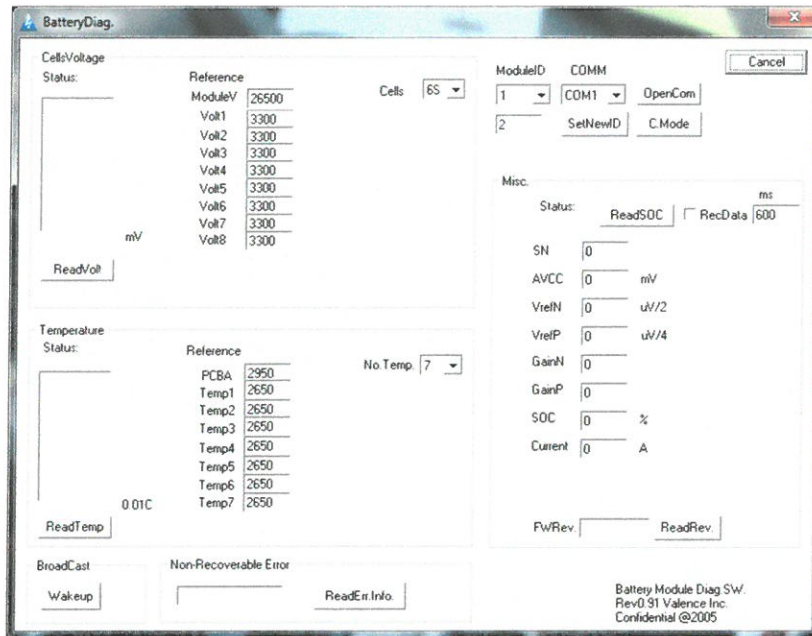 BatteryDiag.
Cancel
CellsVoltage
Status:
Reference
ModuleV 26500
Volt1 3300
Volt2 3300
Volt3 3300
Volt4 3300
Volt5 3300
Volt6 3300
Volt7 3300
Volt8 3300
Cells 6S
mV
ReadVolt
ModuleID COMM
1 COM1 OpenCom
2 SetNewID C.Mode
Misc.
Status: ReadSOC RecData 600 ms
SN 0
AVCC 0 mV
VrefN 0 uV/2
VrefP 0 uV/4
GainN 0
GainP 0
SOC 0 %
Current 0 A
FWRev. ReadRev.
Temperature
Status:
Reference
PCBA 2950
Temp1 2650
Temp2 2650
Temp3 2650
Temp4 2650
Temp5 2650
Temp6 2650
Temp7 2650
No.Temp. 7
0.01C
ReadTemp
BroadCast
Wakeup
Non-Recoverable Error
ReadErr.Info.
Battery Module Diag SW.
Rev0.91 Valence Inc.
Confidential @2005